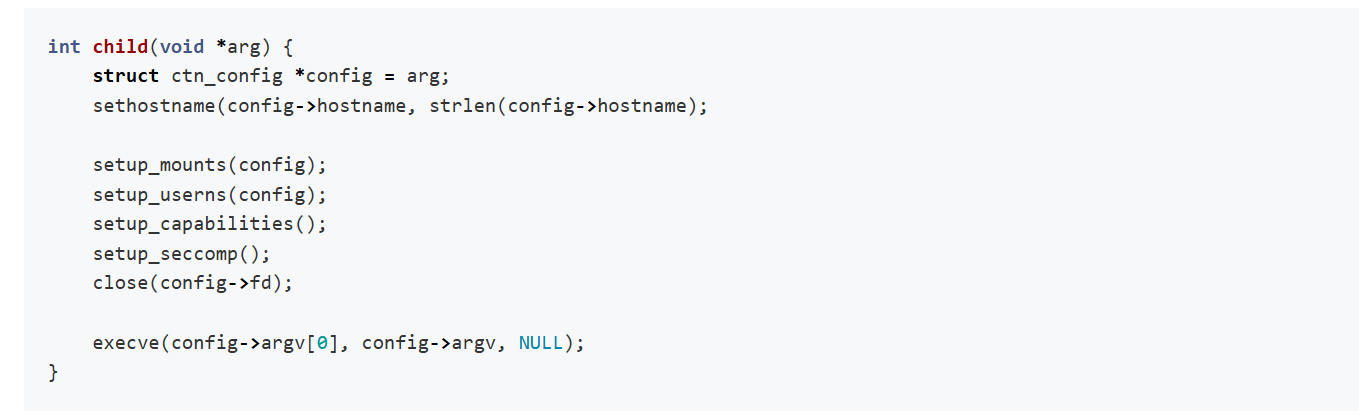 int child(void *arg) {
    struct ctn_config *config = arg;
    sethostname(config->hostname, strlen(config->hostname);

    setup_mounts(config);
    setup_userns(config);
    setup_capabilities();
    setup_seccomp();
    close(config->fd);

    execve(config->argv[0], config->argv, NULL);
}